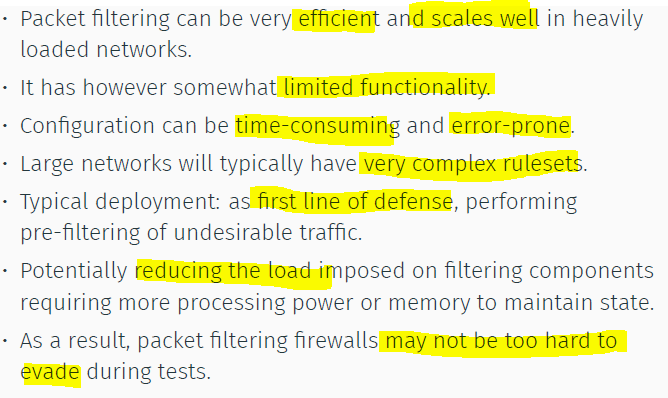 • Packet filtering can be very efficient and scales well in heavily
loaded networks.
• It has however somewhat limited functionality.
• Configuration can be time-consuming and error-prone.
• Large networks will typically have very complex rulesets.
• Typical deployment: as first line of defense, performing
pre-filtering of undesirable traffic.
• Potentially reducing the load imposed on filtering components
requiring more processing power or memory to maintain state.
• As a result, packet filtering firewalls may not be too hard to
evade during tests.